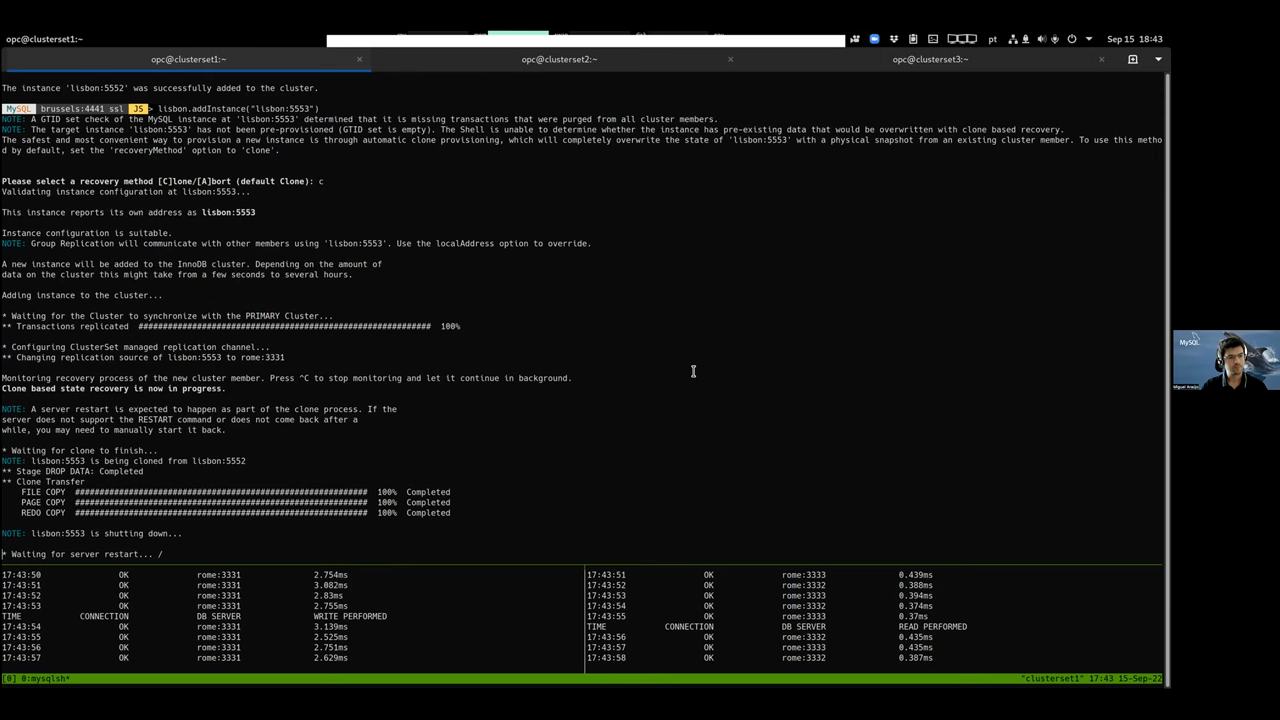 opc@clusterset1:~
pt
Sep 15 18:43
opc@clusterset1:~ × opc@clusterset2:~ × opc@clusterset3:~ ×
The instance 'lisbon:5552' was successfully added to the cluster.
MySQL brussels:4441 ssl JS > lisbon.addInstance("lisbon:5553")
NOTE: A GTID set check of the MySQL instance at 'lisbon:5553' determined that it is missing transactions that were purged from all cluster members.
NOTE: The target instance 'lisbon:5553' has not been pre-provisioned (GTID set is empty). The Shell is unable to determine whether the instance has pre-existing data that would be overwritten with clone based recovery.
The safest and most convenient way to provision a new instance is through automatic clone provisioning, which will completely overwrite the state of 'lisbon:5553' with a physical snapshot from an existing cluster member. To use this metho
d by default, set the 'recoveryMethod' option to 'clone'.
Please select a recovery method [C]lone/[A]bort (default Clone): c
Validating instance configuration at lisbon:5553...
This instance reports its own address as lisbon:5553
Instance configuration is suitable.
NOTE: Group Replication will communicate with other members using 'lisbon:5553'. Use the localAddress option to override.
A new instance will be added to the InnoDB cluster. Depending on the amount of
data on the cluster this might take from a few seconds to several hours.
Adding instance to the cluster...
* Waiting for the Cluster to synchronize with the PRIMARY Cluster...
** Transactions replicated ############################################################ 100%
* Configuring ClusterSet managed replication channel...
** Changing replication source of lisbon:5553 to rome:3331
Monitoring recovery process of the new cluster member. Press ^C to stop monitoring and let it continue in background.
Clone based state recovery is now in progress.
NOTE: A server restart is expected to happen as part of the clone process. If the
server does not support the RESTART command or does not come back after a
while, you may need to manually start it back.
* Waiting for clone to finish...
NOTE: lisbon:5553 is being cloned from lisbon:5552
** Stage DROP DATA: Completed
** Clone Transfer
FILE COPY ############################################################ 100% Completed
PAGE COPY ############################################################ 100% Completed
REDO COPY ############################################################ 100% Completed
NOTE: lisbon:5553 is shutting down...
* Waiting for server restart... /
17:43:50 OK rome:3331 2.754ms
17:43:51 OK rome:3331 3.082ms
17:43:52 OK rome:3331 2.83ms
17:43:53 OK rome:3331 2.755ms
TIME CONNECTION DB SERVER WRITE PERFORMED
17:43:54 OK rome:3331 3.139ms
17:43:55 OK rome:3331 2.525ms
17:43:56 OK rome:3331 2.751ms
17:43:57 OK rome:3331 2.629ms
17:43:51 OK rome:3333 0.439ms
17:43:52 OK rome:3332 0.388ms
17:43:53 OK rome:3333 0.394ms
17:43:54 OK rome:3332 0.374ms
17:43:55 OK rome:3333 0.37ms
TIME CONNECTION DB SERVER READ PERFORMED
17:43:56 OK rome:3332 0.435ms
17:43:57 OK rome:3333 0.435ms
17:43:58 OK rome:3332 0.387ms
[0] 0:mysqlsh*
"clusterset1" 17:43 15-Sep-22
MySQL
Miguel Araújo